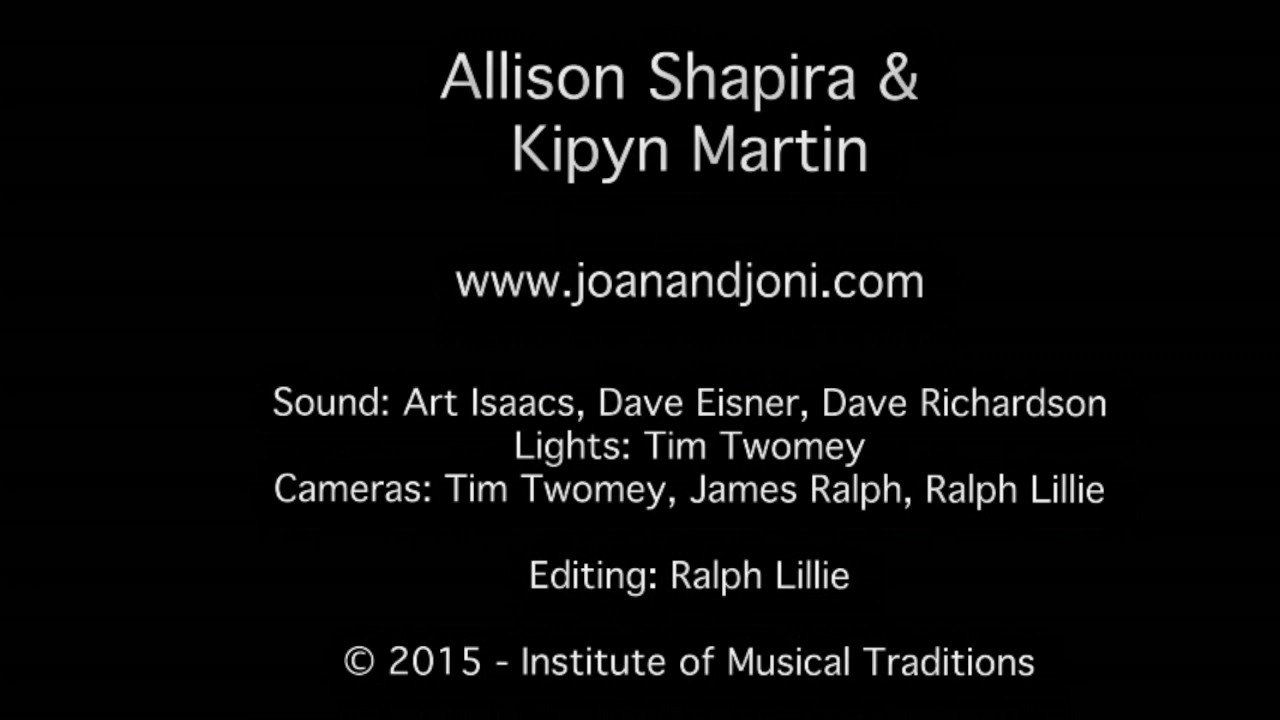 Allison Shapira &
Kipyn Martin
www.joanandjoni.com
Sound: Art Isaacs, Dave Eisner, Dave Richardson
Lights: Tim Twomey
Cameras: Tim Twomey, James Ralph, Ralph Lillie
Editing: Ralph Lillie
© 2015 - Institute of Musical Traditions